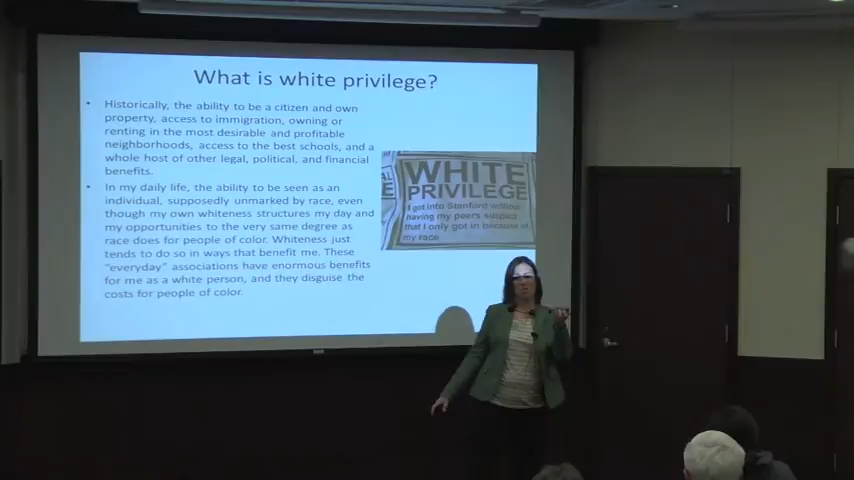 What is white privilege?
• Historically, the ability to be a citizen and own
property, access to immigration, owning or
renting in the most desirable and profitable
neighborhoods, access to the best schools, and a
whole host of other legal, political, and financial
benefits.
• In my daily life, the ability to be seen as an
individual, supposedly unmarked by race, even
though my own whiteness structures my day and
my opportunities to the very same degree as
race does for people of color. Whiteness just
tends to do so in ways that benefit me. These
"everyday" associations have enormous benefits
for me as a white person, and they disguise the
costs for people of color.
WHITE
PRIVILEGE
I got into Stanford without
having my peers suspect
that I only got in because of
my race